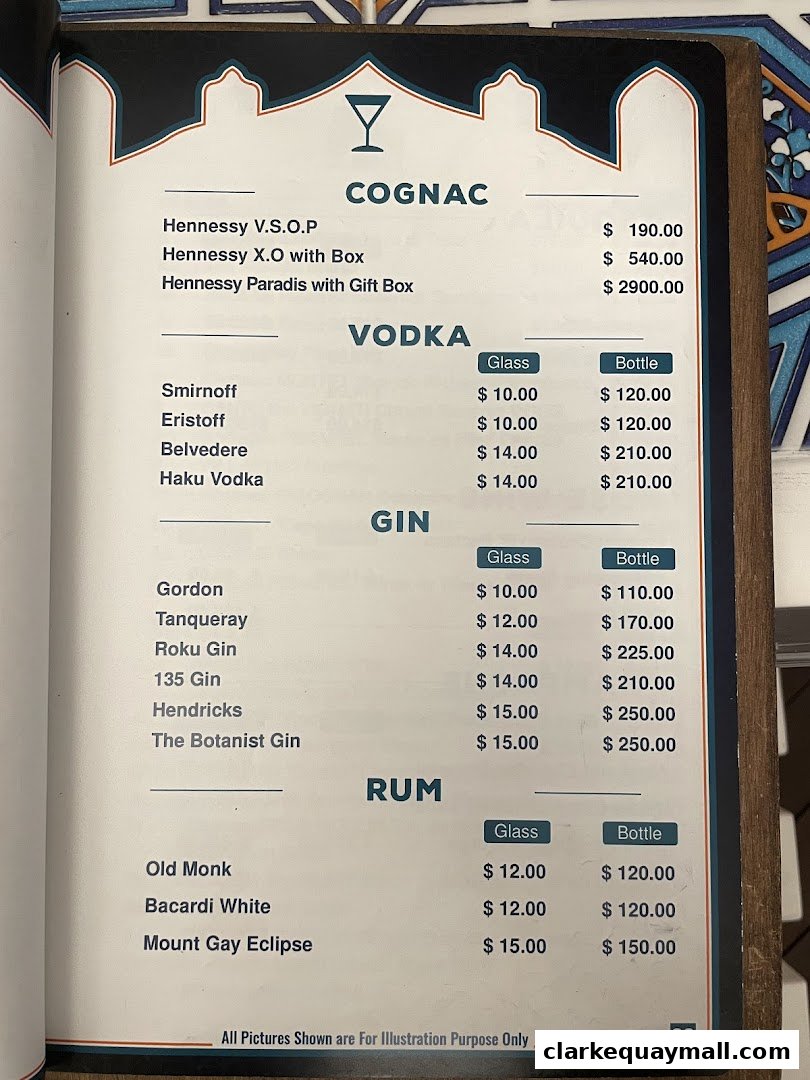 COGNAC
Hennessy V.S.O.P $ 190.00
Hennessy X.O with Box $ 540.00
Hennessy Paradis with Gift Box $ 2900.00
VODKA
Glass Bottle
Smirnoff $ 10.00 $ 120.00
Eristoff $ 10.00 $ 120.00
Belvedere $ 14.00 $ 210.00
Haku Vodka $ 14.00 $ 210.00
GIN
Glass Bottle
Gordon $ 10.00 $ 110.00
Tanqueray $ 12.00 $ 170.00
Roku Gin $ 14.00 $ 225.00
135 Gin $ 14.00 $ 210.00
Hendricks $ 15.00 $ 250.00
The Botanist Gin $ 15.00 $ 250.00
RUM
Glass Bottle
Old Monk $ 12.00 $ 120.00
Bacardi White $ 12.00 $ 120.00
Mount Gay Eclipse $ 15.00 $ 150.00
All Pictures Shown are For Illustration Purpose Only
clarkequaymall.com